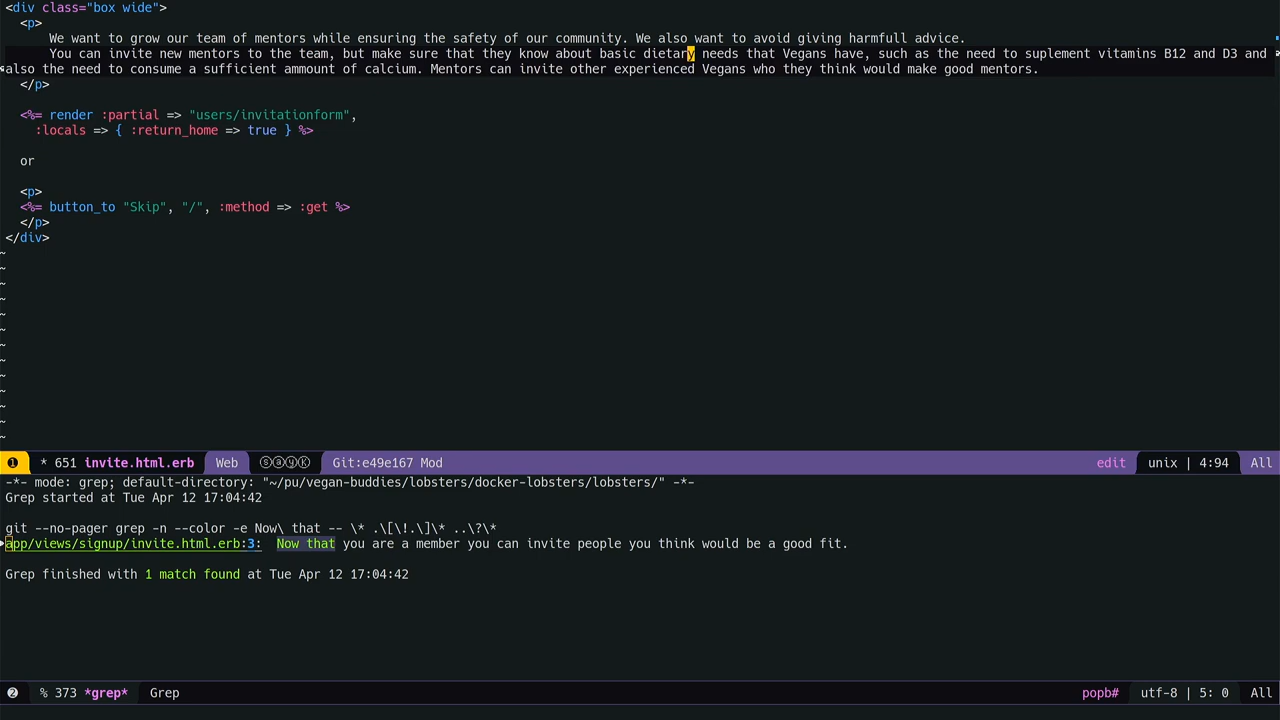 <div class="box wide">
  <p>
      We want to grow our team of mentors while ensuring the safety of our community. We also want to avoid giving harmfull advice.
      You can invite new mentors to the team, but make sure that they know about basic dietary needs that Vegans have, such as the need to suplement vitamins B12 and D3 and
also the need to consume a sufficient ammount of calcium. Mentors can invite other experienced Vegans who they think would make good mentors.
  </p>
  <%= render :partial => "users/invitationform",
    :locals => { :return_home => true } %>
  or
  <p>
  <%= button_to "Skip", "/", :method => :get %>
  </p>
</div>
~
~
~
~
~
~
~
~
~
~
~
~
~
❶ * 651 invite.html.erb Web ⓢⓐⓨⓀ Git:e49e167 Mod edit unix | 4:94 All
-*- mode: grep; default-directory: "~/pu/vegan-buddies/lobsters/docker-lobsters/lobsters/" -*-
Grep started at Tue Apr 12 17:04:42
git --no-pager grep -n --color -e Now\ that -- \* .\[\!.\]\* ..\?\*
app/views/signup/invite.html.erb:3:  Now that you are a member you can invite people you think would be a good fit.
Grep finished with 1 match found at Tue Apr 12 17:04:42
❷ % 373 *grep* Grep popb# utf-8 | 5: 0 All